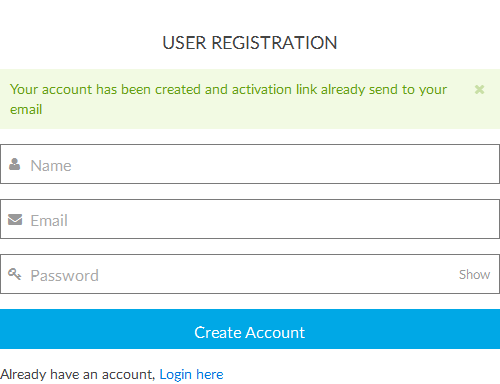 USER REGISTRATION
Your account has been created and activation link already send to your
email
Name
Email
Password Show
Create Account
Already have an account, Login here